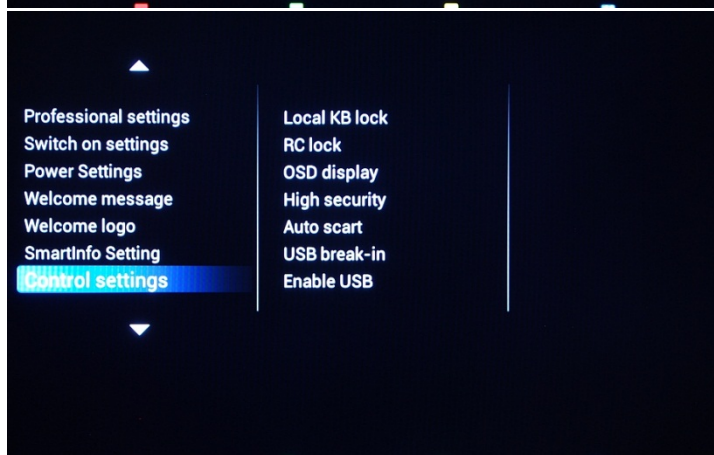 Professional settings
Switch on settings
Power Settings
Welcome message
Welcome logo
SmartInfo Setting
Control settings
Local KB lock
RC lock
OSD display
High security
Auto scart
USB break-in
Enable USB